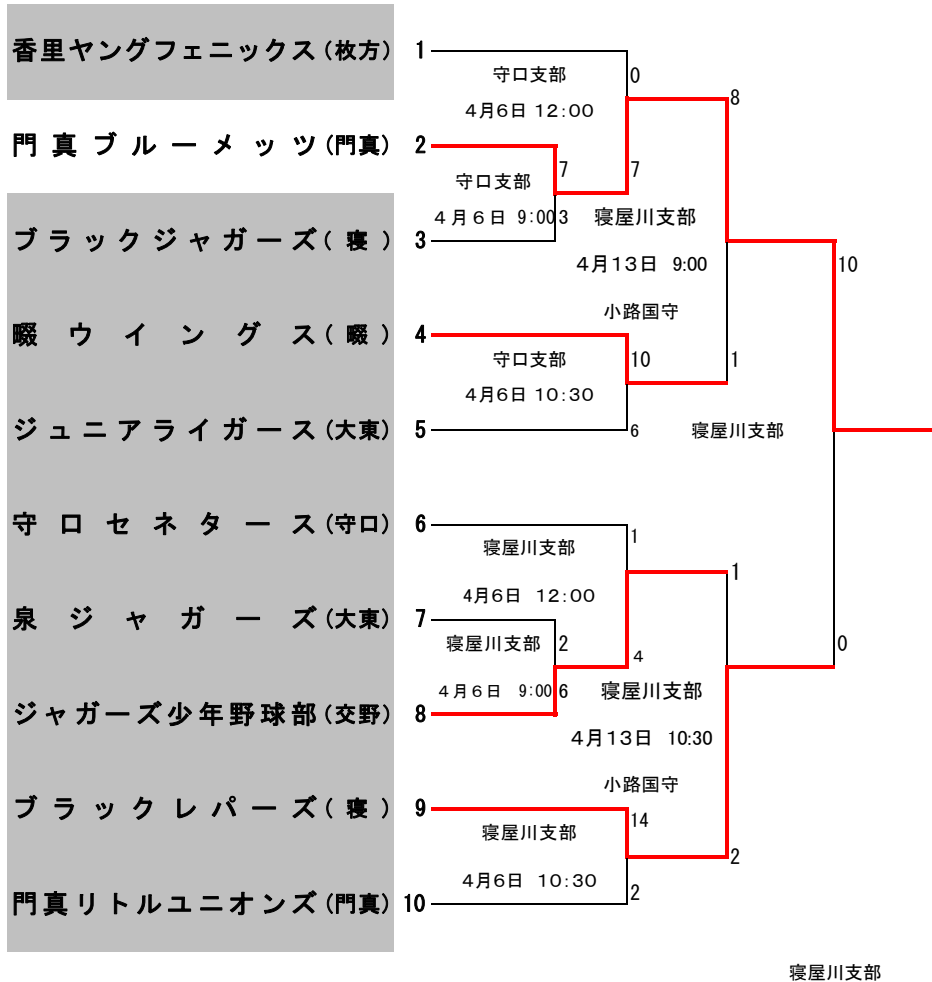 香里ヤングフェニックス(枚方) 1
守口支部 0
4月6日 12:00 8
門真ブルーメッツ(門真) 2
守口支部 7 7
4月6日 9:00 3 寝屋川支部
ブラックジャガーズ(寝) 3
4月13日 9:00 10
小路国守
畷ウイングス(畷) 4
守口支部 10 1
4月6日 10:30
ジュニアライガース(大東) 5 6 寝屋川支部
守口セネタース(守口) 6 1
寝屋川支部
4月6日 12:00 1
泉ジャガーズ(大東) 7
寝屋川支部 2 4 0
4月6日 9:00 6 寝屋川支部
ジャガーズ少年野球部(交野) 8
4月13日 10:30
小路国守
ブラックレパーズ(寝) 9
寝屋川支部 14
2
4月6日 10:30 2
門真リトルユニオンズ(門真) 10
寝屋川支部